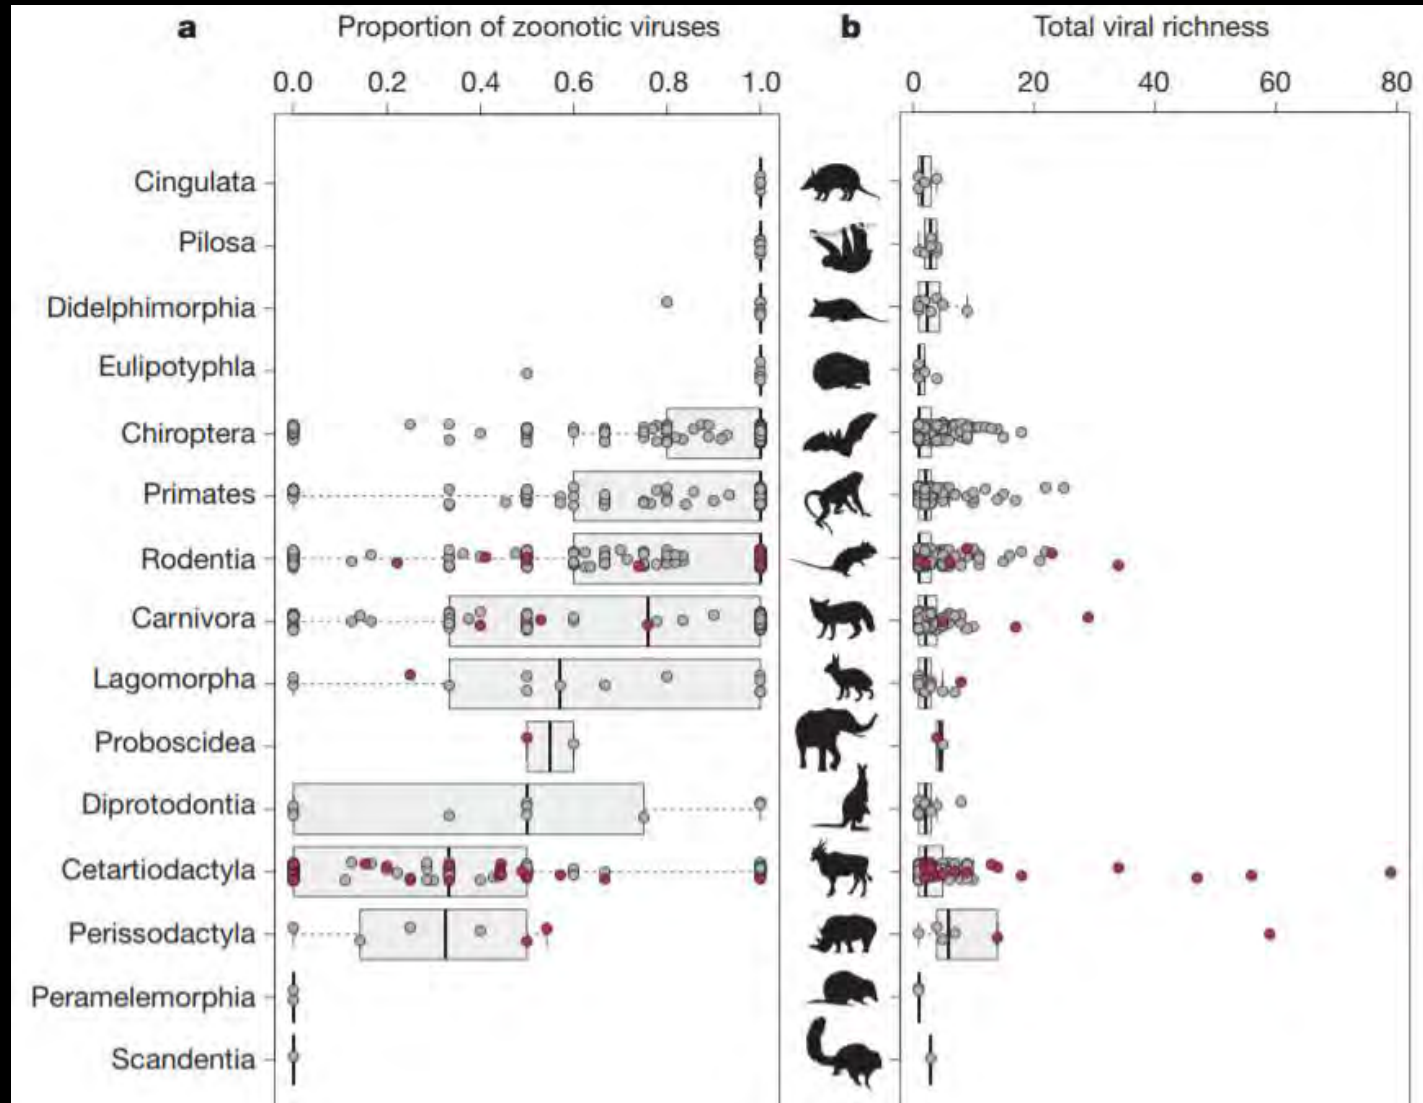 a Proportion of zoonotic viruses b Total viral richness
0.0 0.2 0.4 0.6 0.8 1.0 0 20 40 60 80
Cingulata
Pilosa
Didelphimorphia
Eulipotyphla
Chiroptera
Primates
Rodentia
Carnivora
Lagomorpha
Proboscidea
Diprotodontia
Cetartiodactyla
Perissodactyla
Peramelemorphia
Scandentia